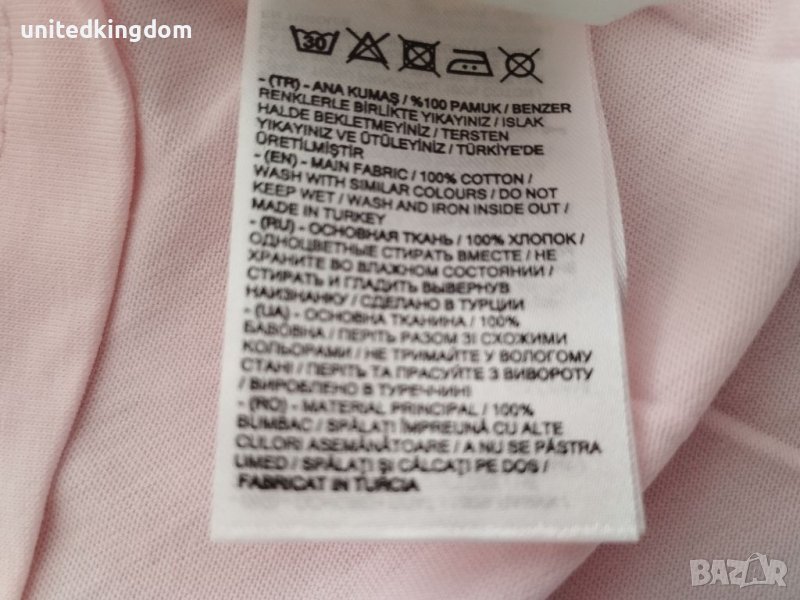 unitedkingdom
30
- (TR) - ANA KUMAŞ / %100 PAMUK / BENZER
RENKLERLE BİRLİKTE YIKAYINIZ / ISLAK
HALDE BEKLETMEYİNİZ / TERSTEN
YIKAYINIZ VE ÜTÜLEYİNİZ / TÜRKİYE'DE
ÜRETİLMİŞTİR
- (EN) - MAIN FABRIC / 100% COTTON /
WASH WITH SIMILAR COLOURS / DO NOT
KEEP WET / WASH AND IRON INSIDE OUT /
MADE IN TURKEY
- (RU) - ОСНОВНАЯ ТКАНЬ / 100% ХЛОПОК /
ОДНОЦВЕТНЫЕ СТИРАТЬ ВМЕСТЕ / НЕ
ХРАНИТЕ ВО ВЛАЖНОМ СОСТОЯНИИ /
СТИРАТЬ И ГЛАДИТЬ ВЫВЕРНУВ
НАИЗНАНКУ / СДЕЛАНО В ТУРЦИИ
- (UA) - ОСНОВНА ТКАНИНА / 100%
БАВОВНА / ПЕРІТЬ РАЗОМ ЗІ СХОЖИМИ
КОЛЬОРАМИ / НЕ ТРИМАЙТЕ У ВОЛОГОМУ
СТАНІ / ПЕРІТЬ ТА ПРАСУЙТЕ З ВИВОРОТУ
/ ВИРОБЛЕНО В ТУРЕЧЧИНІ
- (RO) - MATERIAL PRINCIPAL / 100%
BUMBAC / SPĂLAȚI ÎMPREUNĂ CU ALTE
CULORI ASEMĂNĂTOARE / A NU SE PĂSTRA
UMED / SPĂLAȚI ȘI CĂLCAȚI PE DOS /
FABRICAT IN TURCIA
BAZAR